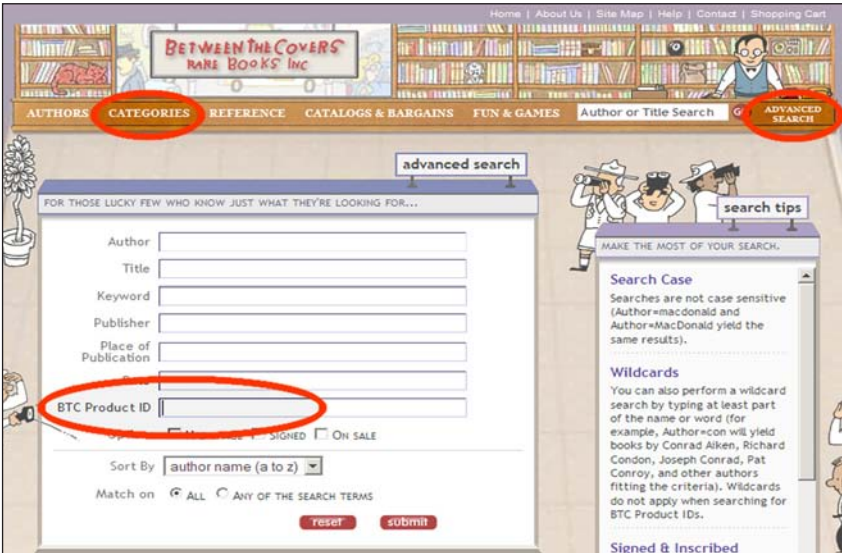 Home | About Us | Site Map | Help | Contact | Shopping Cart
BETWEEN THE COVERS
RARE BOOKS INC
AUTHORS CATEGORIES REFERENCE CATALOGS & BARGAINS FUN & GAMES Author or Title Search ADVANCED SEARCH
advanced search
FOR THOSE LUCKY FEW WHO KNOW JUST WHAT THEY'RE LOOKING FOR...
Author
Title
Keyword
Publisher
Place of
Publication
BTC Product ID
SIGNED ON SALE
Sort By author name (a to z)
Match on ALL ANY OF THE SEARCH TERMS
reset submit
search tips
MAKE THE MOST OF YOUR SEARCH.
Search Case
Searches are not case sensitive
(Author=macdonald and
Author=MacDonald yield the
same results).
Wildcards
You can also perform a wildcard
search by typing at least part
of the name or word (for
example, Author=con will yield
books by Conrad Aiken, Richard
Condon, Joseph Conrad, Pat
Conroy, and other authors
fitting the criteria). Wildcards
do not apply when searching for
BTC Product IDs.
Signed & Inscribed